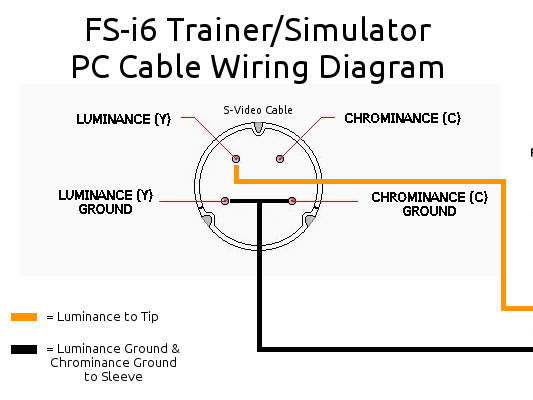 FS-i6 Trainer/Simulator
PC Cable Wiring Diagram
S-Video Cable
LUMINANCE (Y)
CHROMINANCE (C)
LUMINANCE (Y)
GROUND
CHROMINANCE (C)
GROUND
= Luminance to Tip
= Luminance Ground &
Chrominance Ground
to Sleeve